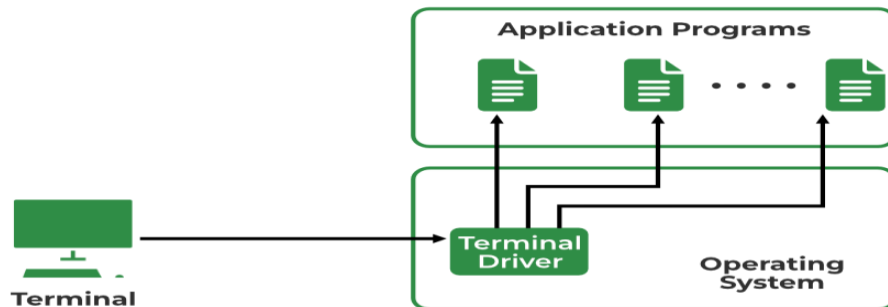 Application Programs
Terminal
Driver
Operating
System
Terminal